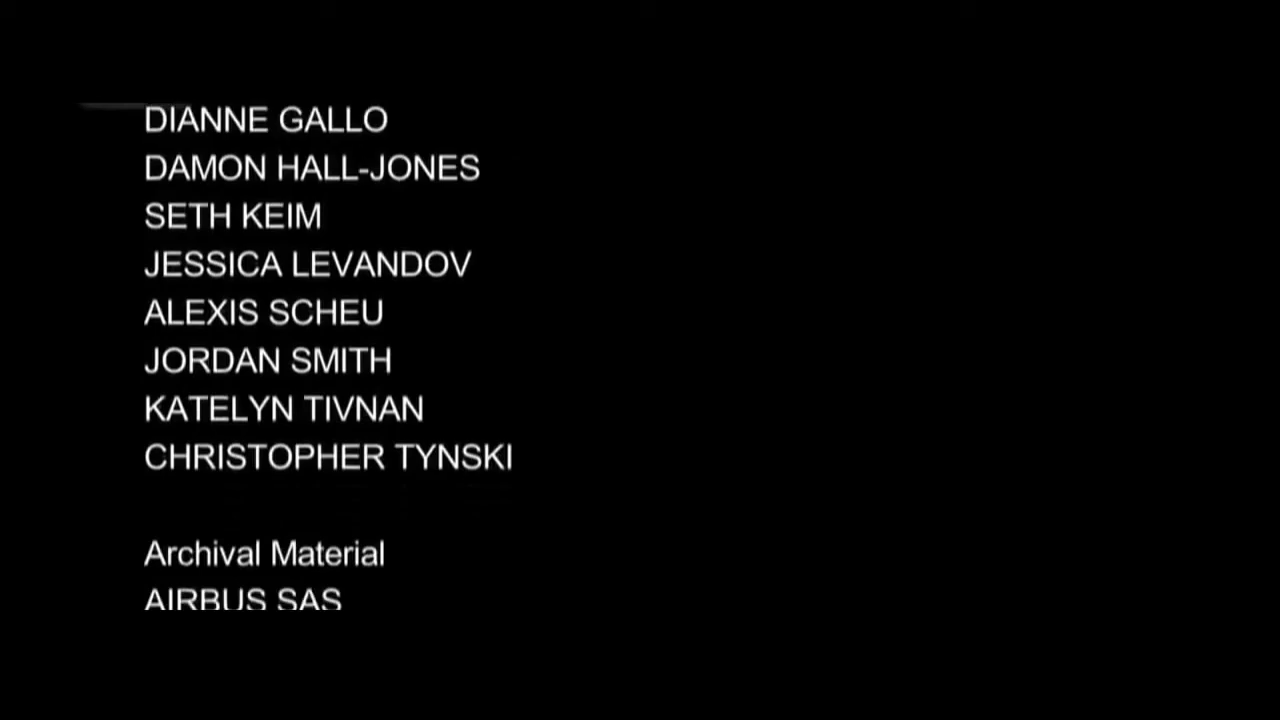 DIANNE GALLO
DAMON HALL-JONES
SETH KEIM
JESSICA LEVANDOV
ALEXIS SCHEU
JORDAN SMITH
KATELYN TIVNAN
CHRISTOPHER TYNSKI
Archival Material
AIRBUS SAS